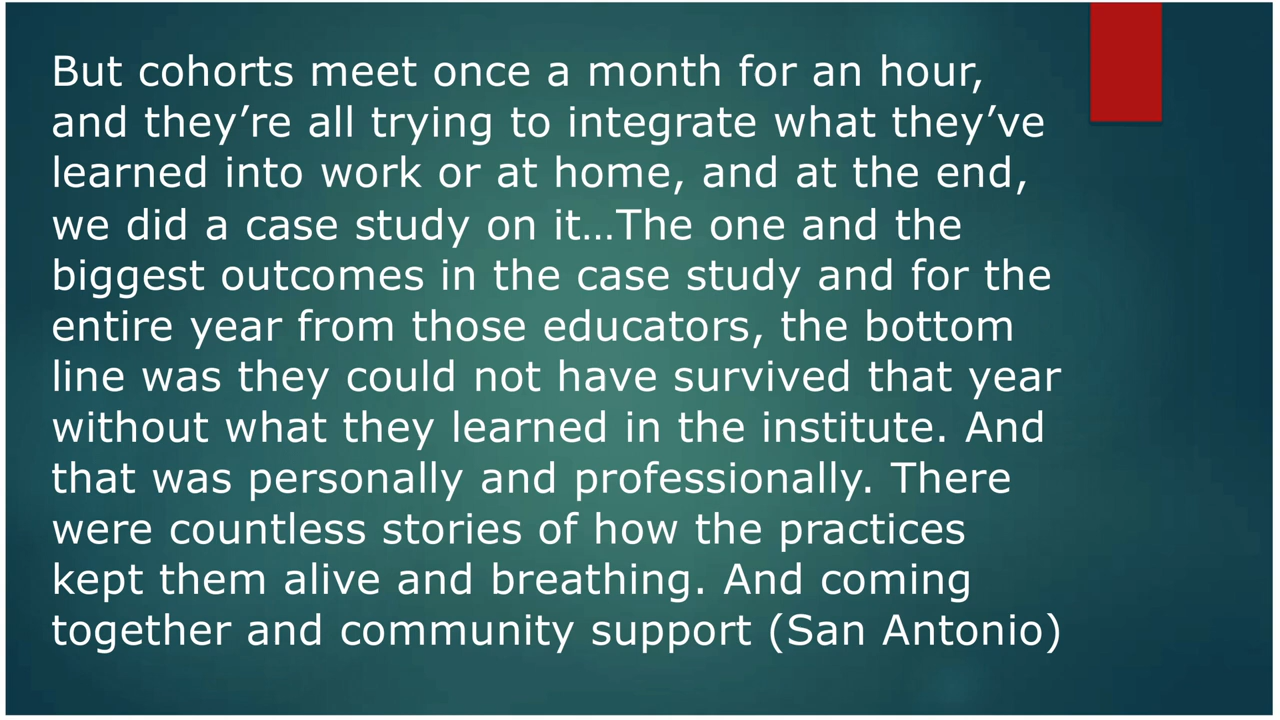 But cohorts meet once a month for an hour,
and they’re all trying to integrate what they’ve
learned into work or at home, and at the end,
we did a case study on it…The one and the
biggest outcomes in the case study and for the
entire year from those educators, the bottom
line was they could not have survived that year
without what they learned in the institute. And
that was personally and professionally. There
were countless stories of how the practices
kept them alive and breathing. And coming
together and community support (San Antonio)